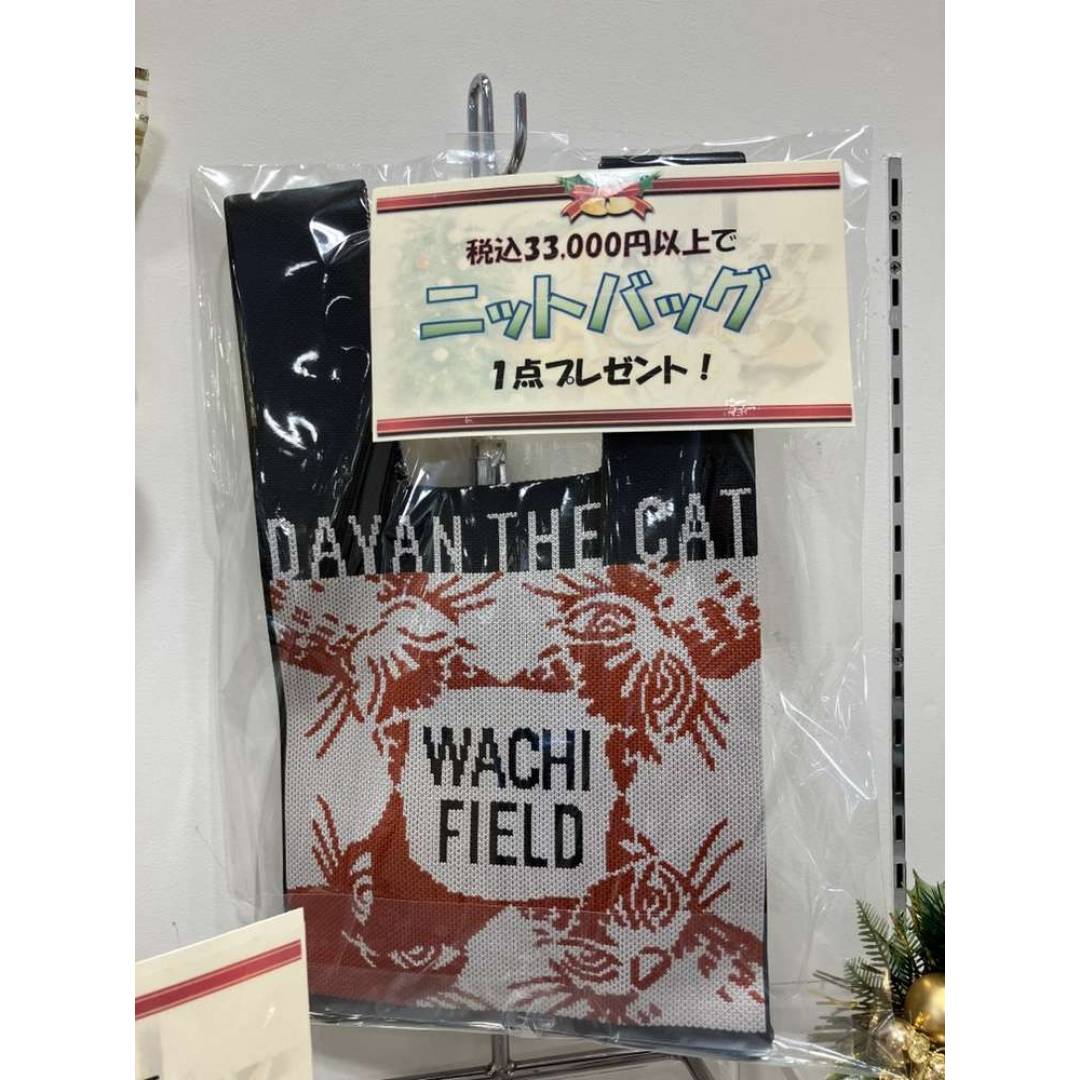 税込33,000円以上で
ニットバッグ
1点プレゼント！
DAYAN THE CAT
WACHI
FIELD